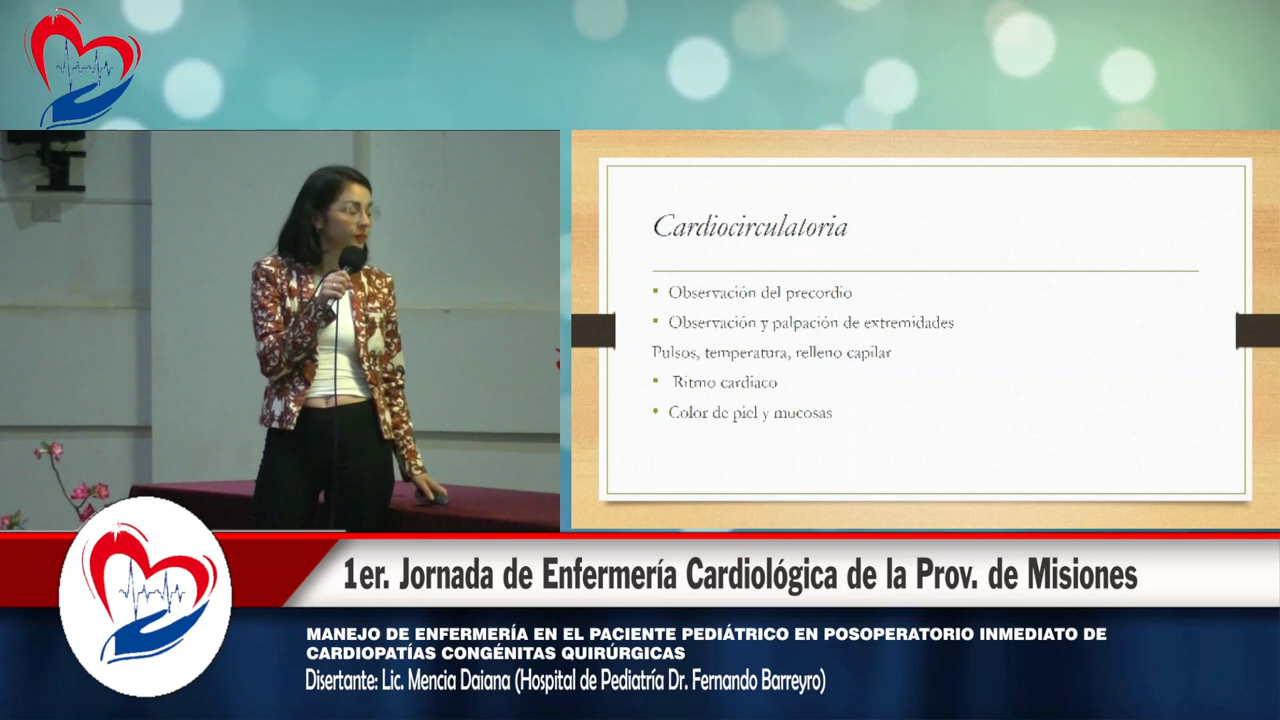 Cardiocirculatoria
Observación del precordio
Observación y palpación de extremidades
Pulsos, temperatura, relleno capilar
Ritmo cardiaco
Color de piel y mucosas
1er. Jornada de Enfermería Cardiológica de la Prov. de Misiones
MANEJO DE ENFERMERÍA EN EL PACIENTE PEDIÁTRICO EN POSOPERATORIO INMEDIATO DE
CARDIOPATÍAS CONGÉNITAS QUIRÚRGICAS
Disertante: Lic. Mencia Daiana (Hospital de Pediatría Dr. Fernando Barreyro)